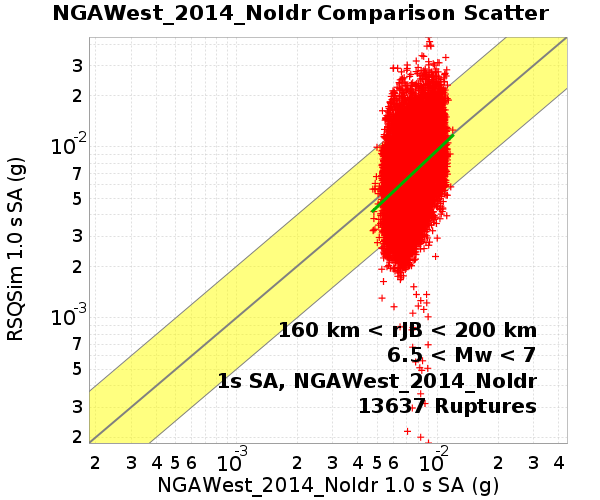 NGAWest_2014_NoIdr Comparison Scatter
RSQSim 1.0 s SA (g)
3
2
10-2
7
5
3
2
10-3
7
5
3
2
160 km < rJB < 200 km
6.5 < Mw < 7
1s SA, NGAWest_2014_NoIdr
13637 Ruptures
2 3 4 5 6 10-3 2 3 4 5 6 10-2 2 3 4
NGAWest_2014_NoIdr 1.0 s SA (g)